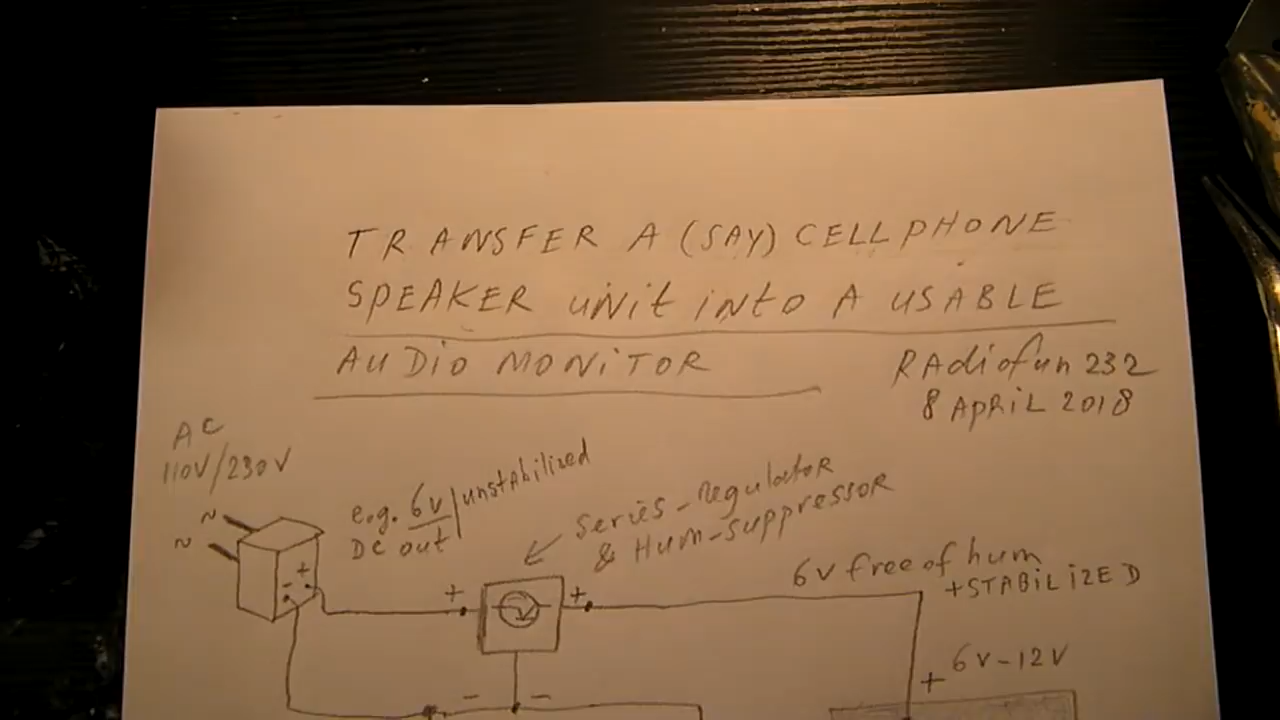 TRANSFER A (SAY) CELLPHONE
SPEAKER UNIT INTO A USABLE
AUDIO MONITOR
RAdiofun 232
8 APRIL 2018
AC
110V/230V
~
~
e.g. 6v/unstabilized
DC out
Series-regulator
& Hum-suppressor
6v free of hum
+STABILIZED
+
-
+
+
-
-
6v-12V
+